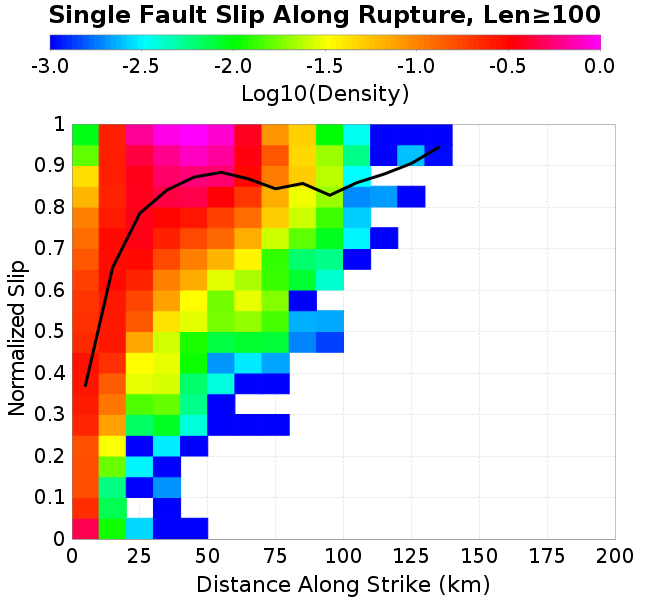 Single Fault Slip Along Rupture, Len≥100
-3.0 -2.5 -2.0 -1.5 -1.0 -0.5 0.0
Log10(Density)
1
0.9
0.8
0.7
0.6
0.5
0.4
0.3
0.2
0.1
0
Normalized Slip
0 25 50 75 100 125 150 175 200
Distance Along Strike (km)